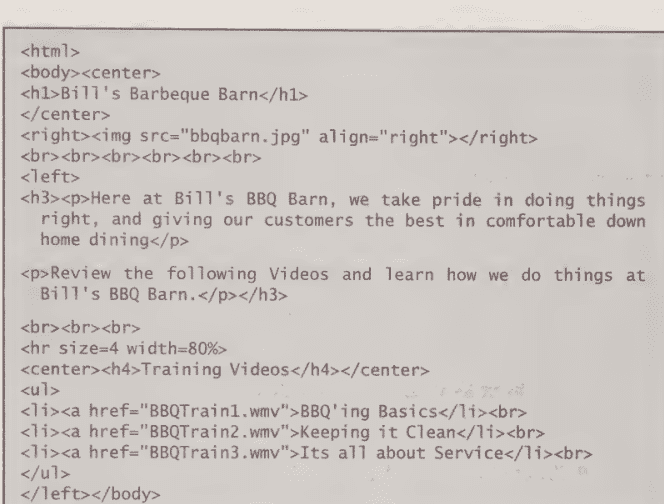 <html>
<body><center>
<h1>Bill's Barbeque Barn</h1>
</center>
<right><img src="bbqbarn.jpg" align="right"></right>
<br><br><br><br><br><br>
<left>
<h3><p>Here at Bill's BBQ Barn, we take pride in doing things
right, and giving our customers the best in comfortable down
home dining</p>
<p>Review the following Videos and learn how we do things at
Bill's BBQ Barn.</p></h3>
<br><br><br>
<hr size=4 width=80%>
<center><h4>Training Videos</h4></center>
<ul>
<li><a href="BBQTrain1.wmv">BBQ'ing Basics</li><br>
<li><a href="BBQTrain2.wmv">Keeping it Clean</li><br>
<li><a href="BBQTrain3.wmv">Its all about Service</li><br>
</ul>
</left></body>